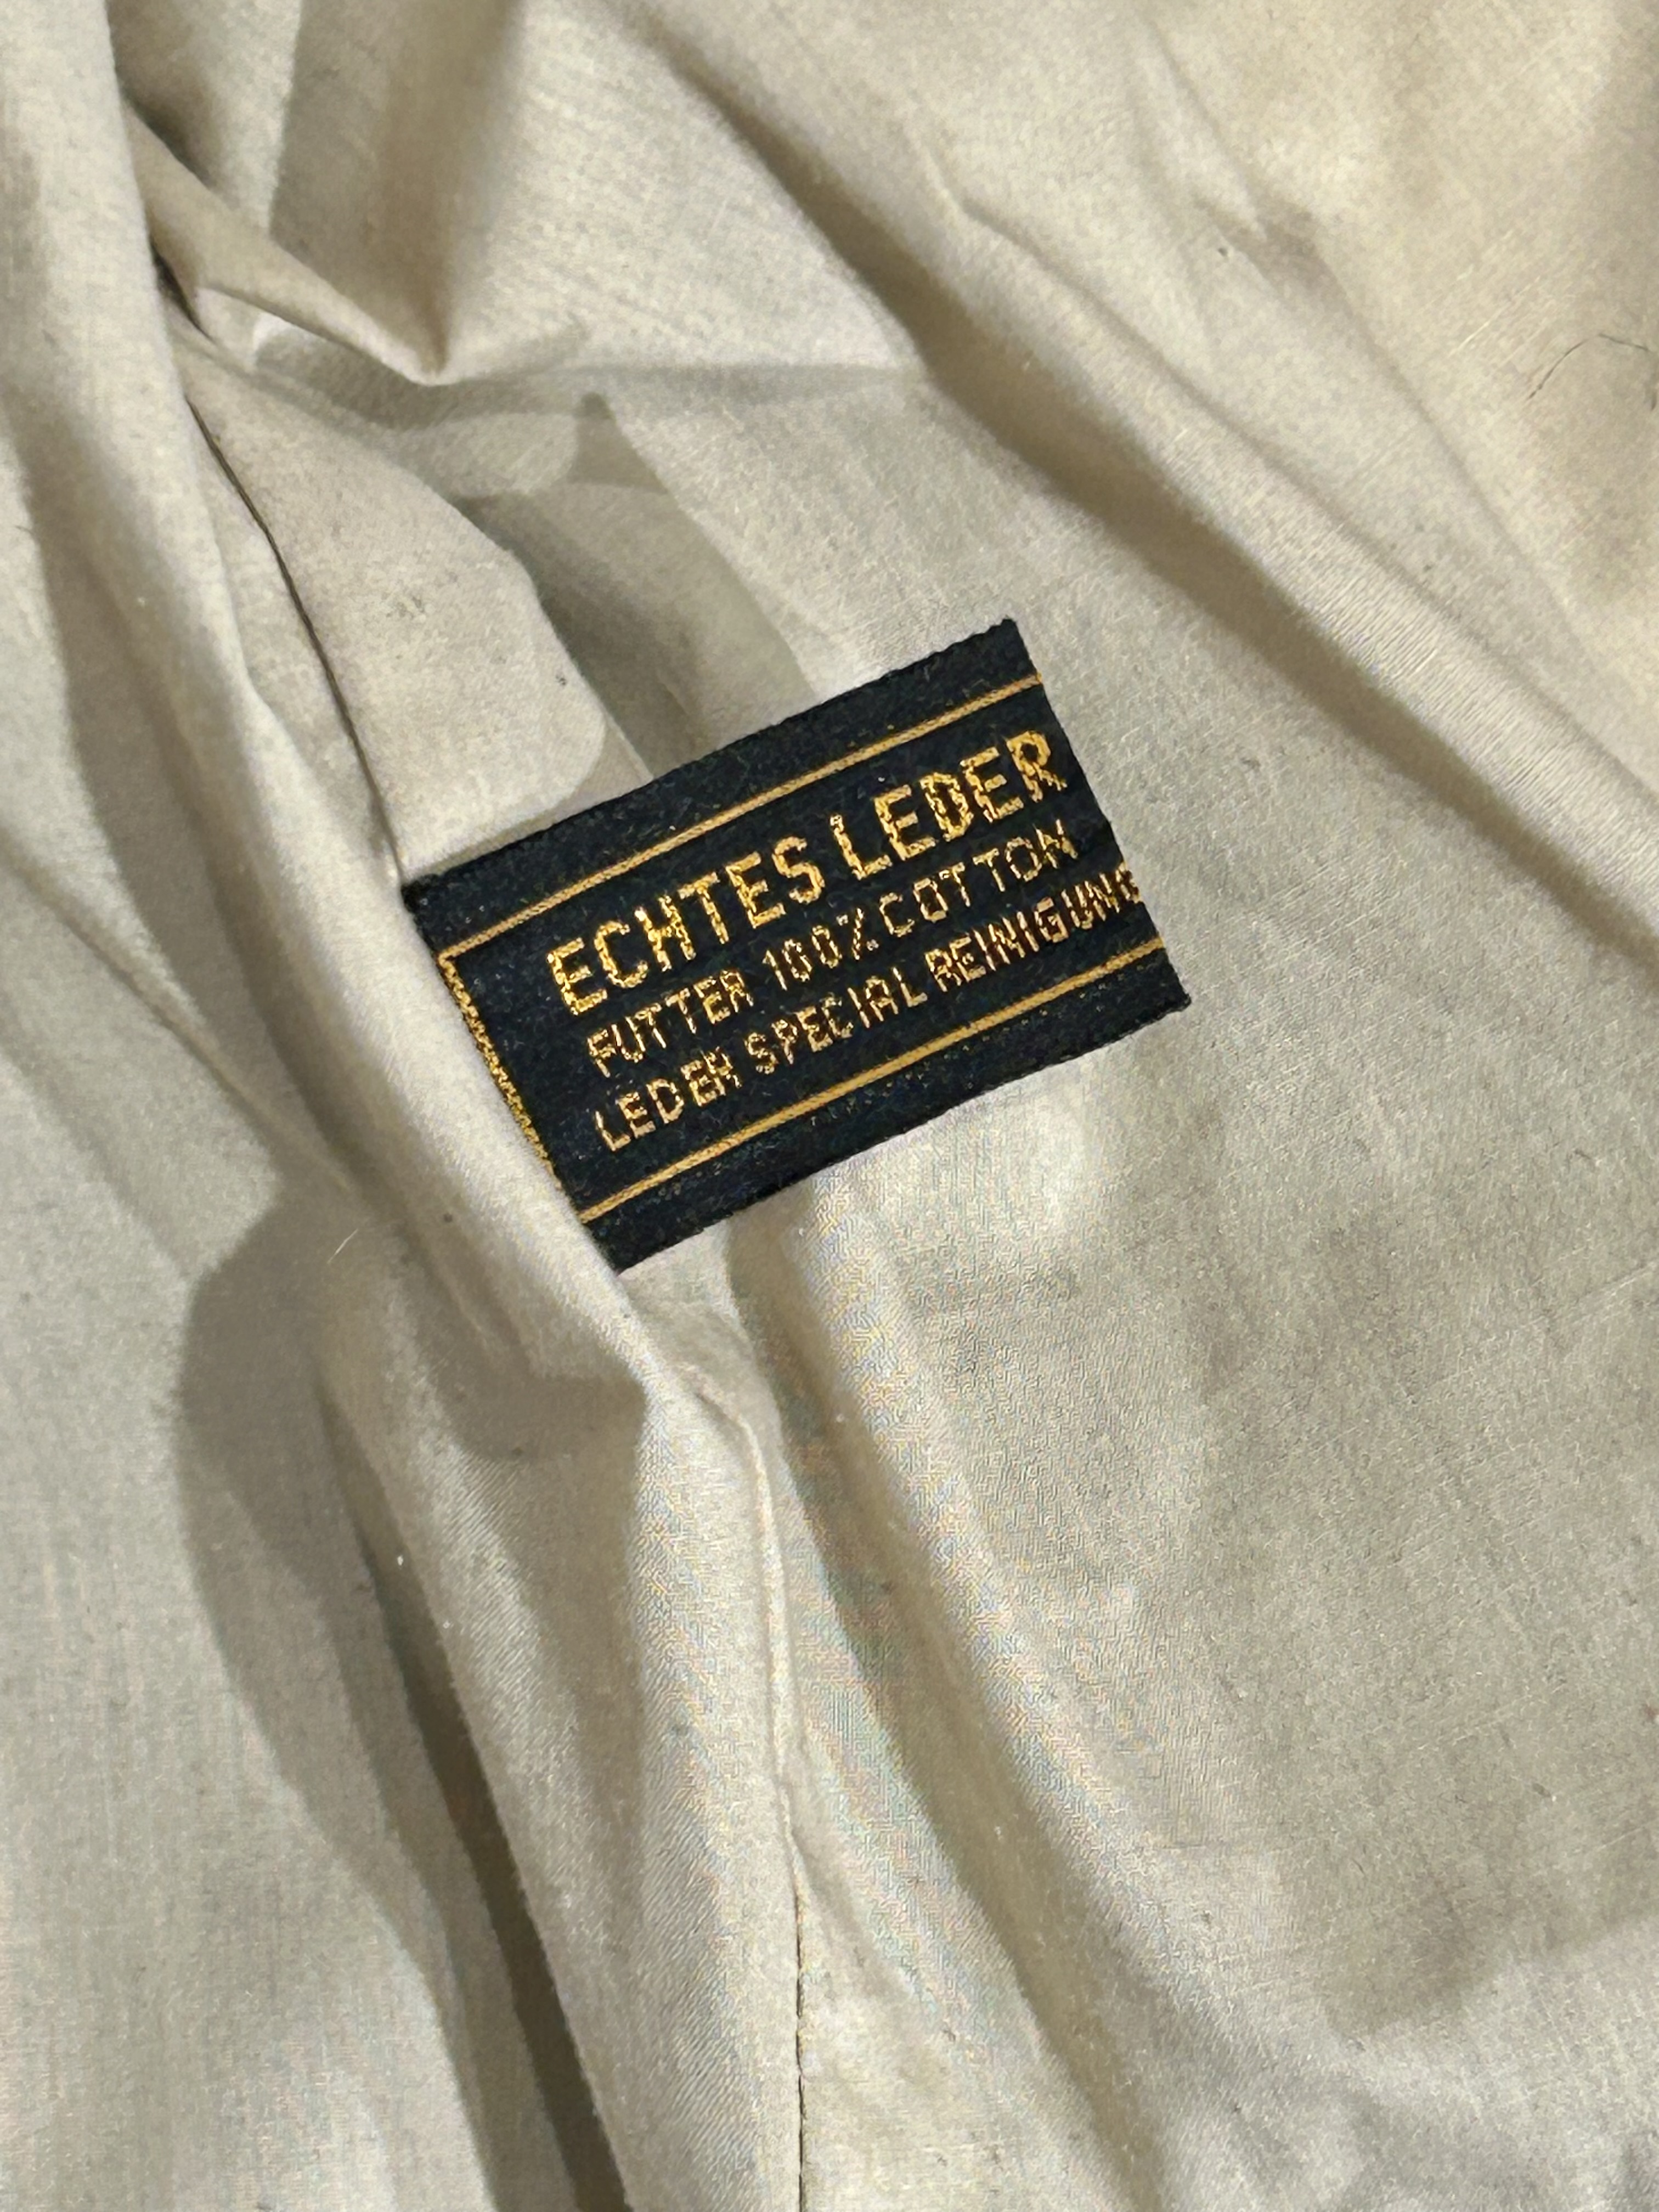 ECHTES LEDER
FUTTER 100% COTTON
LEDER SPECIAL REINIGUNG